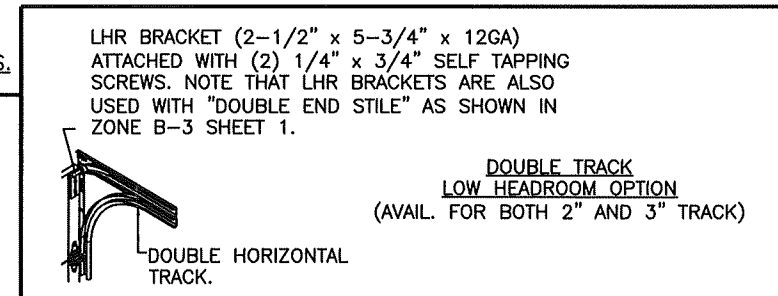 S.
LHR BRACKET (2-1/2" x 5-3/4" x 12GA)
ATTACHED WITH (2) 1/4" x 3/4" SELF TAPPING
SCREWS. NOTE THAT LHR BRACKETS ARE ALSO
USED WITH "DOUBLE END STILE" AS SHOWN IN
ZONE B-3 SHEET 1.
DOUBLE TRACK
LOW HEADROOM OPTION
(AVAIL. FOR BOTH 2" AND 3" TRACK)
DOUBLE HORIZONTAL
TRACK.